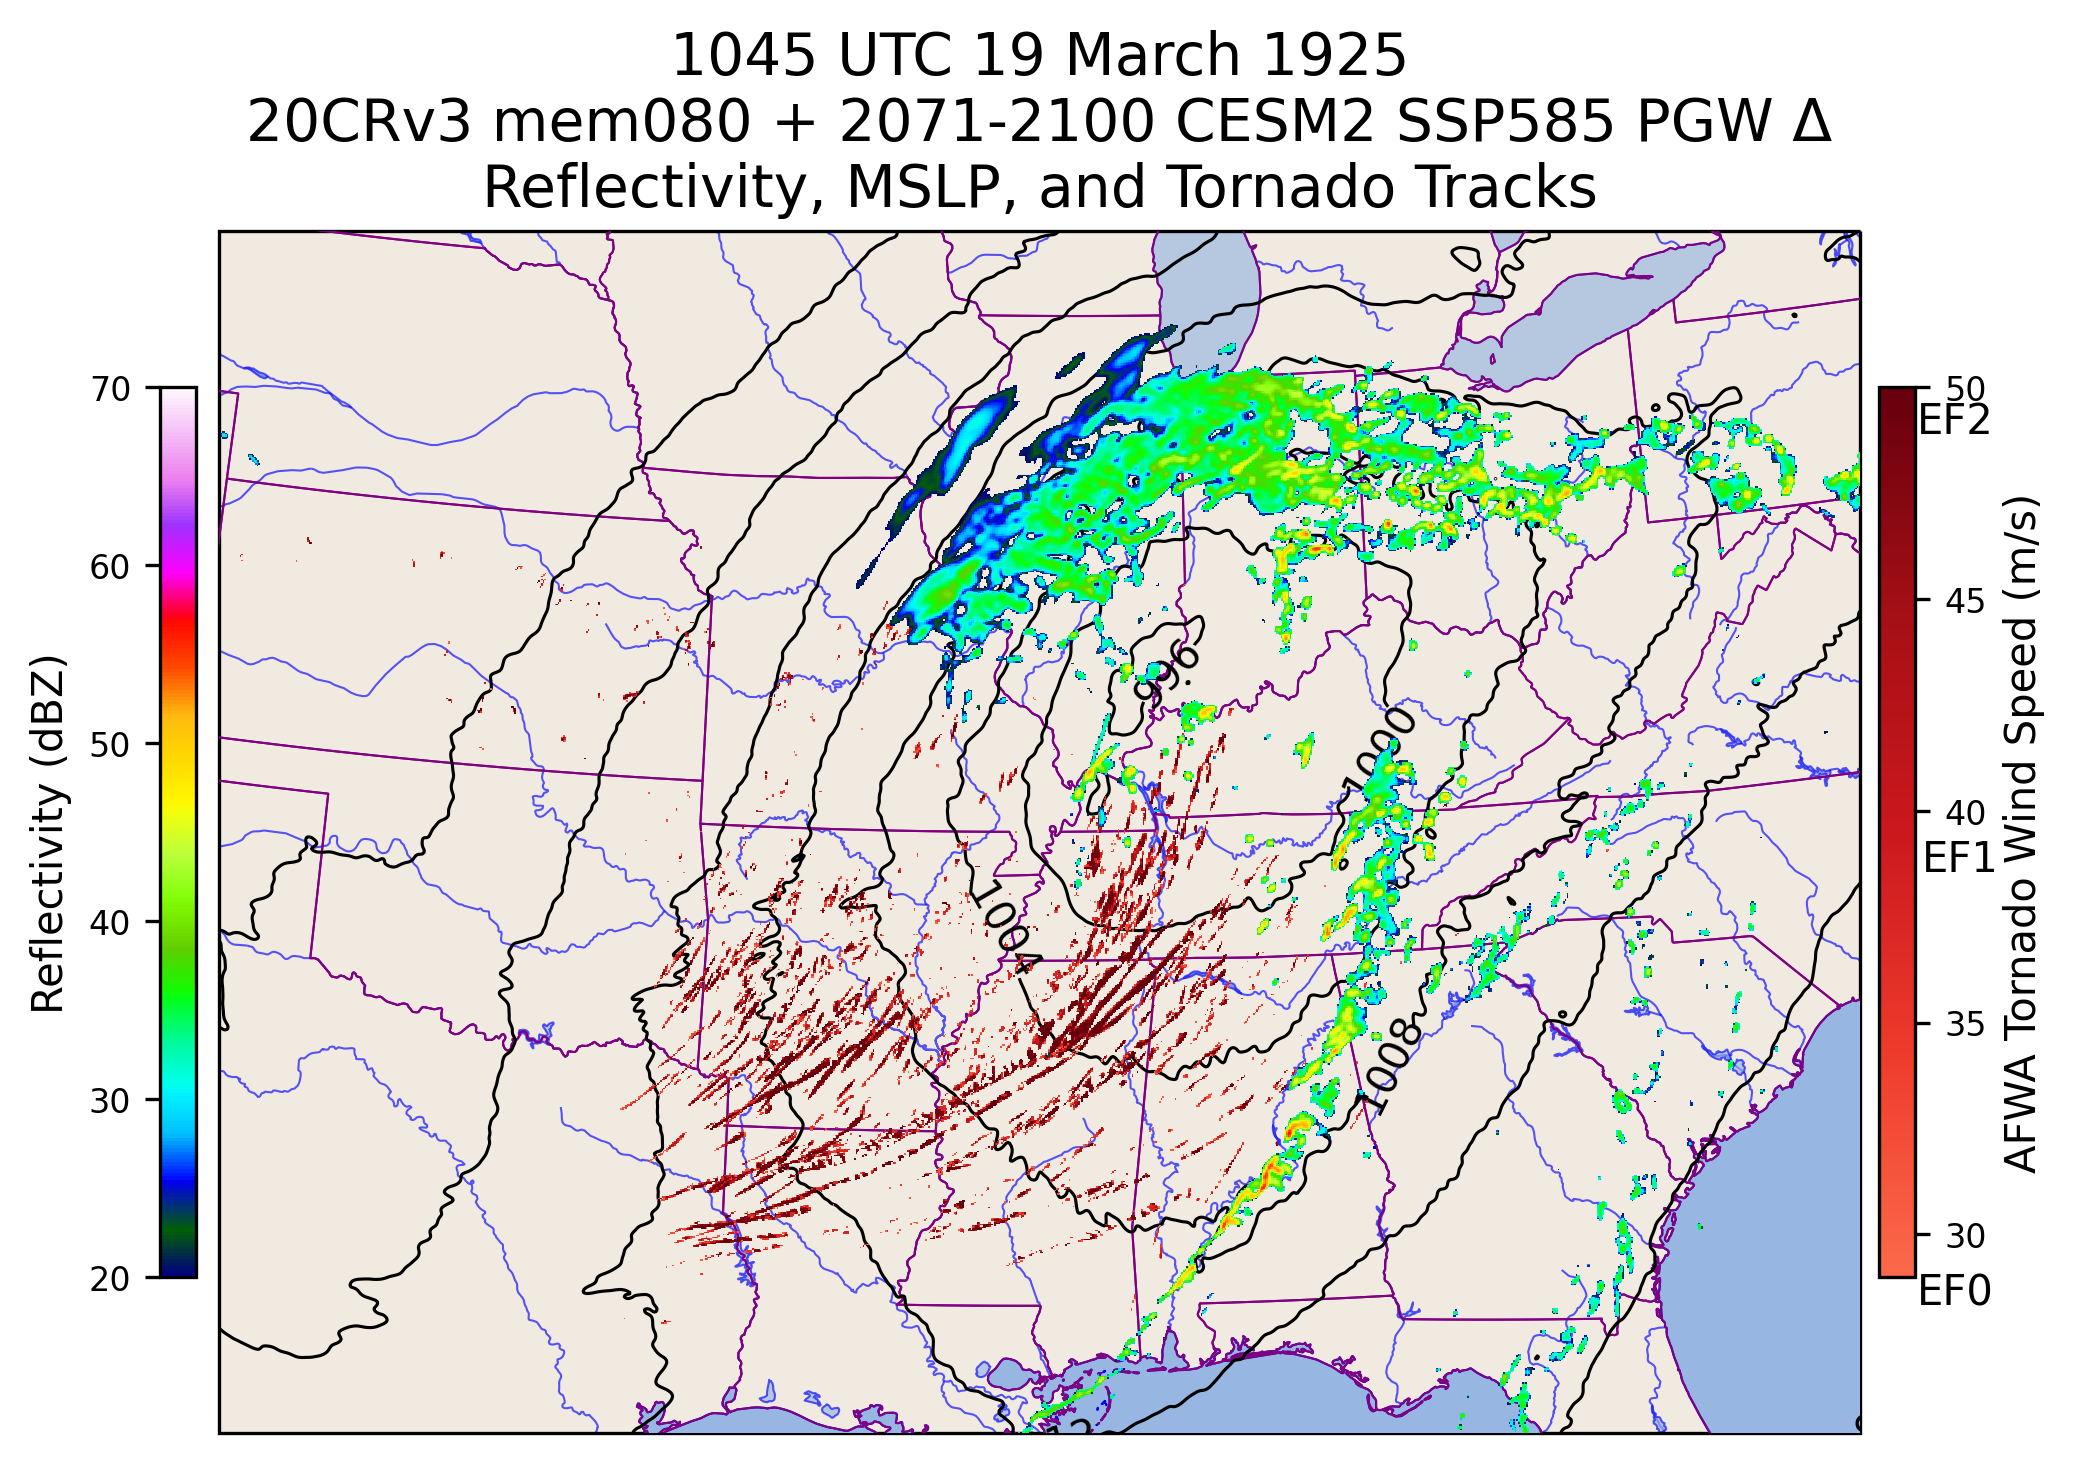 1045 UTC 19 March 1925
20CRv3 mem080 + 2071-2100 CESM2 SSP585 PGW Δ
Reflectivity, MSLP, and Tornado Tracks
Reflectivity (dBZ)
70
60
50
40
30
20
996
1000
1004
1008
50
EF2
45
40
EF1
35
30
EF0
AFWA Tornado Wind Speed (m/s)